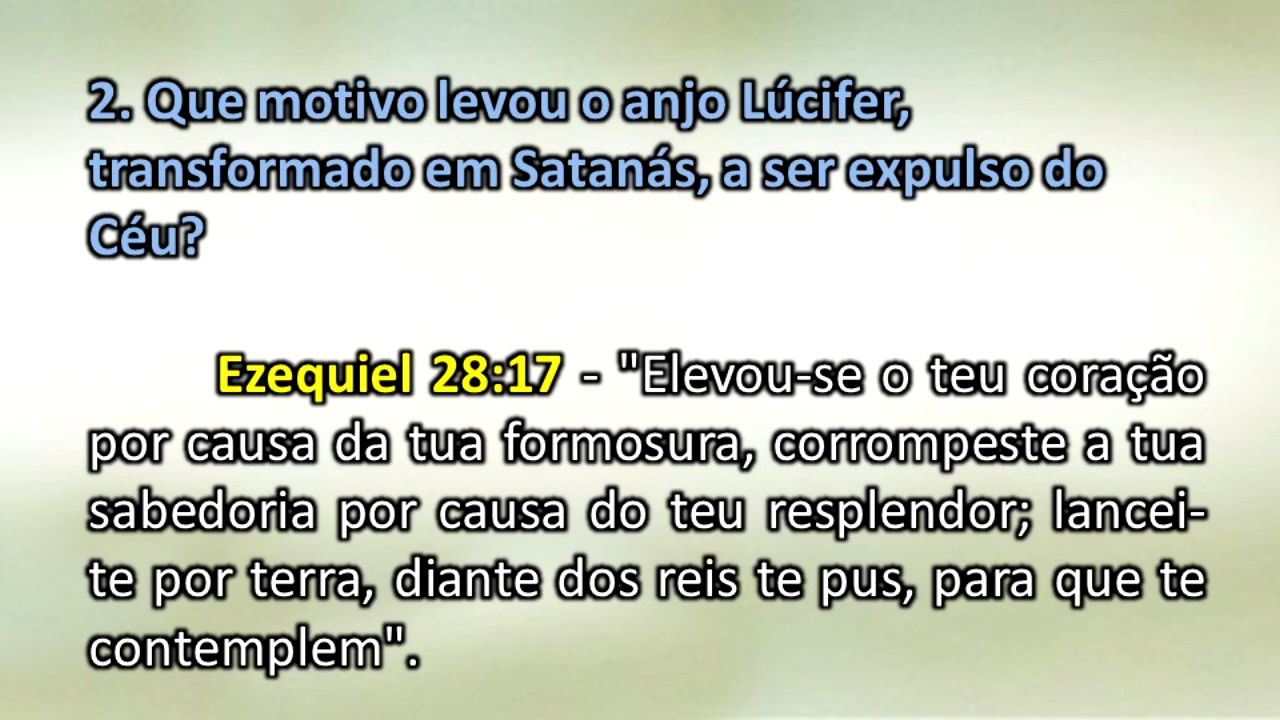 2. Que motivo levou o anjo Lúcifer,
transformado em Satanás, a ser expulso do
Céu?
Ezequiel 28:17 - "Elevou-se o teu coração
por causa da tua formosura, corrompeste a tua
sabedoria por causa do teu resplendor; lancei-
te por terra, diante dos reis te pus, para que te
contemplem".